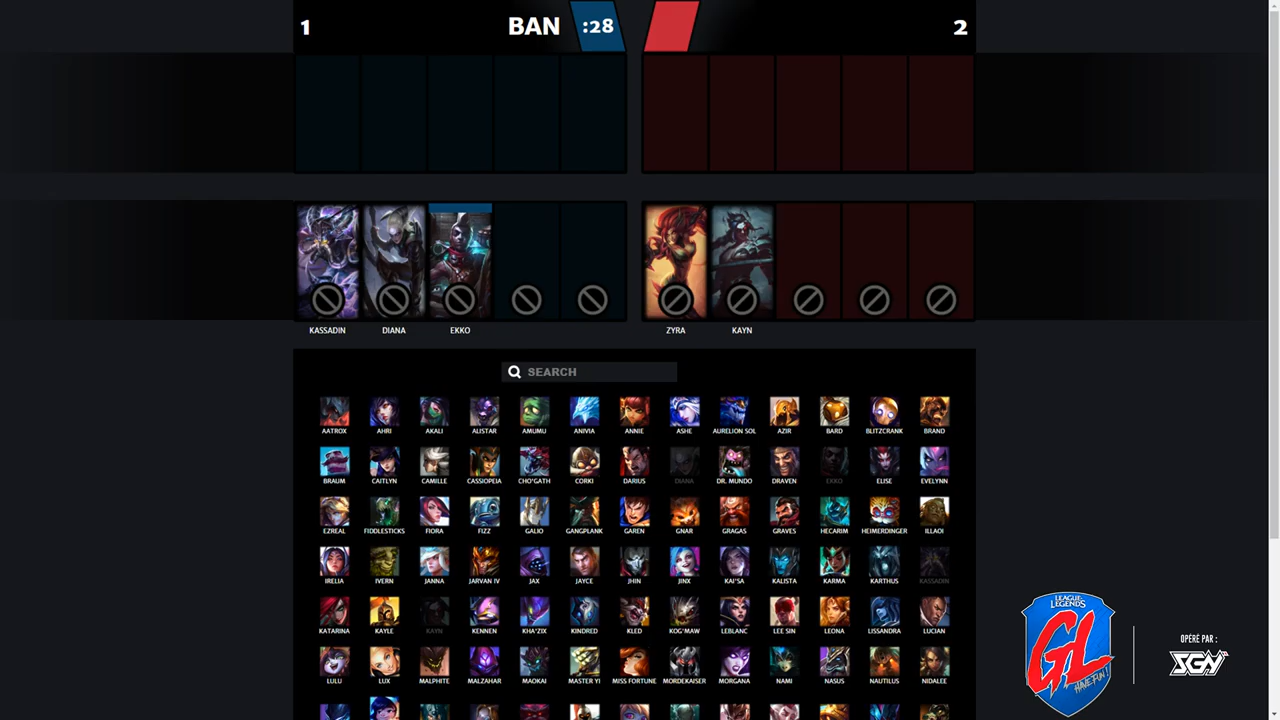 1 BAN :28 2
KASSADIN DIANA EKKO ZYRA KAYN
SEARCH
AATROX AHRI AKALI ALISTAR AMUMU ANIVIA ANNIE ASHE AURELION SOL AZIR BARD BLITZCRANK BRAND
BRAUM CAITLYN CAMILLE CASSIOPEIA CHO'GATH CORKI DARIUS DIANA DR. MUNDO DRAVEN EKKO ELISE EVELYNN
EZREAL FIDDLESTICKS FIORA FIZZ GALIO GANGPLANK GAREN GNAR GRAGAS GRAVES HECARIM HEIMERDINGER ILLAOI
IRELIA IVERN JANNA JARVAN IV JAX JAYCE JHIN JINX KAI'SA KALISTA KARMA KARTHUS KASSADIN
KATARINA KAYLE KAYN KENNEN KHA'ZIX KINDRED KLED KOG'MAW LEBLANC LEE SIN LEONA LISSANDRA LUCIAN
LULU LUX MALPHITE MALZAHAR MAOKAI MASTER YI MISS FORTUNE MORDEKAISER MORGANA NAMI NASUS NAUTILUS NIDALEE
LEAGUE OF LEGENDS
GL
HAVE FUN!
OPÉRÉ PAR :
SGN